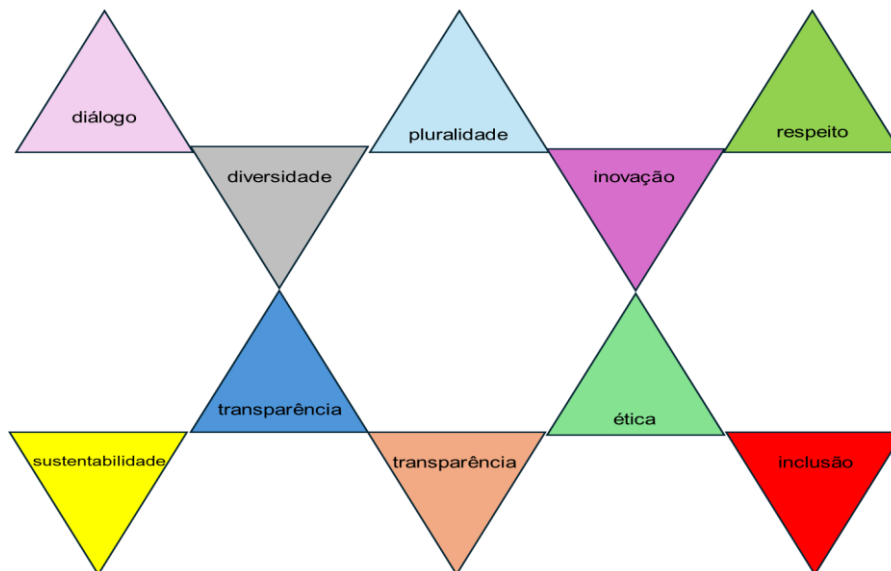 diálogo
pluralidade
respeito
diversidade
inovação
transparência
ética
sustentabilidade
transparência
inclusão